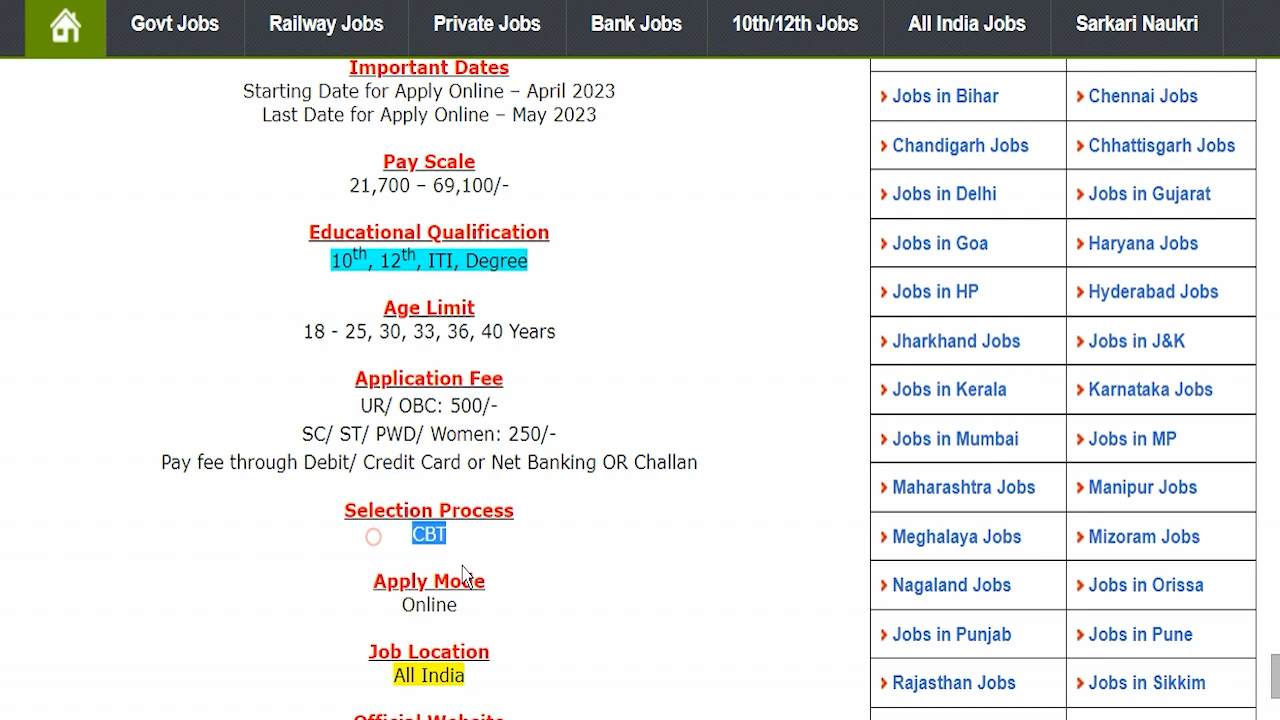 Govt Jobs Railway Jobs Private Jobs Bank Jobs 10th/12th Jobs All India Jobs Sarkari Naukri
Important Dates
Starting Date for Apply Online – April 2023
Last Date for Apply Online – May 2023
Pay Scale
21,700 – 69,100/-
Educational Qualification
10th, 12th, ITI, Degree
Age Limit
18 - 25, 30, 33, 36, 40 Years
Application Fee
UR/ OBC: 500/-
SC/ ST/ PWD/ Women: 250/-
Pay fee through Debit/ Credit Card or Net Banking OR Challan
Selection Process
CBT
Apply Mode
Online
Job Location
All India
Official Website
Jobs in Bihar Chennai Jobs
Chandigarh Jobs Chhattisgarh Jobs
Jobs in Delhi Jobs in Gujarat
Jobs in Goa Haryana Jobs
Jobs in HP Hyderabad Jobs
Jharkhand Jobs Jobs in J&K
Jobs in Kerala Karnataka Jobs
Jobs in Mumbai Jobs in MP
Maharashtra Jobs Manipur Jobs
Meghalaya Jobs Mizoram Jobs
Nagaland Jobs Jobs in Orissa
Jobs in Punjab Jobs in Pune
Rajasthan Jobs Jobs in Sikkim